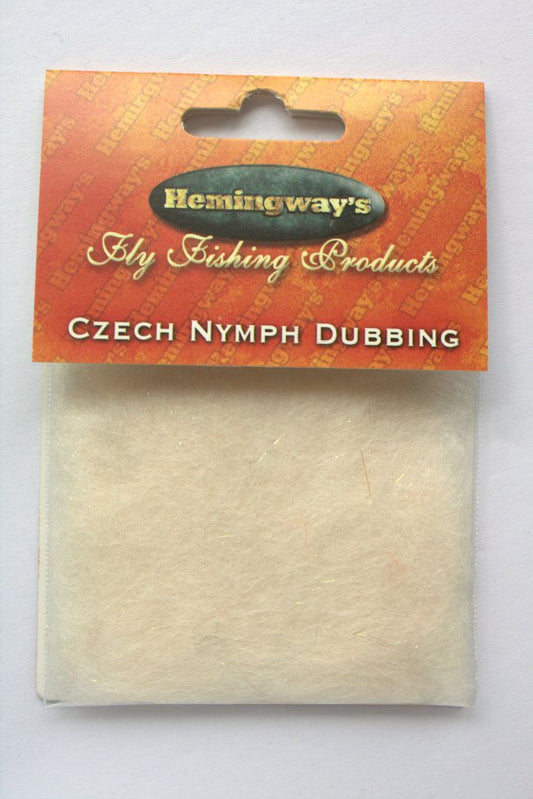 Hemingway's
Fly Fishing Products
CZECH NYMPH DUBBING